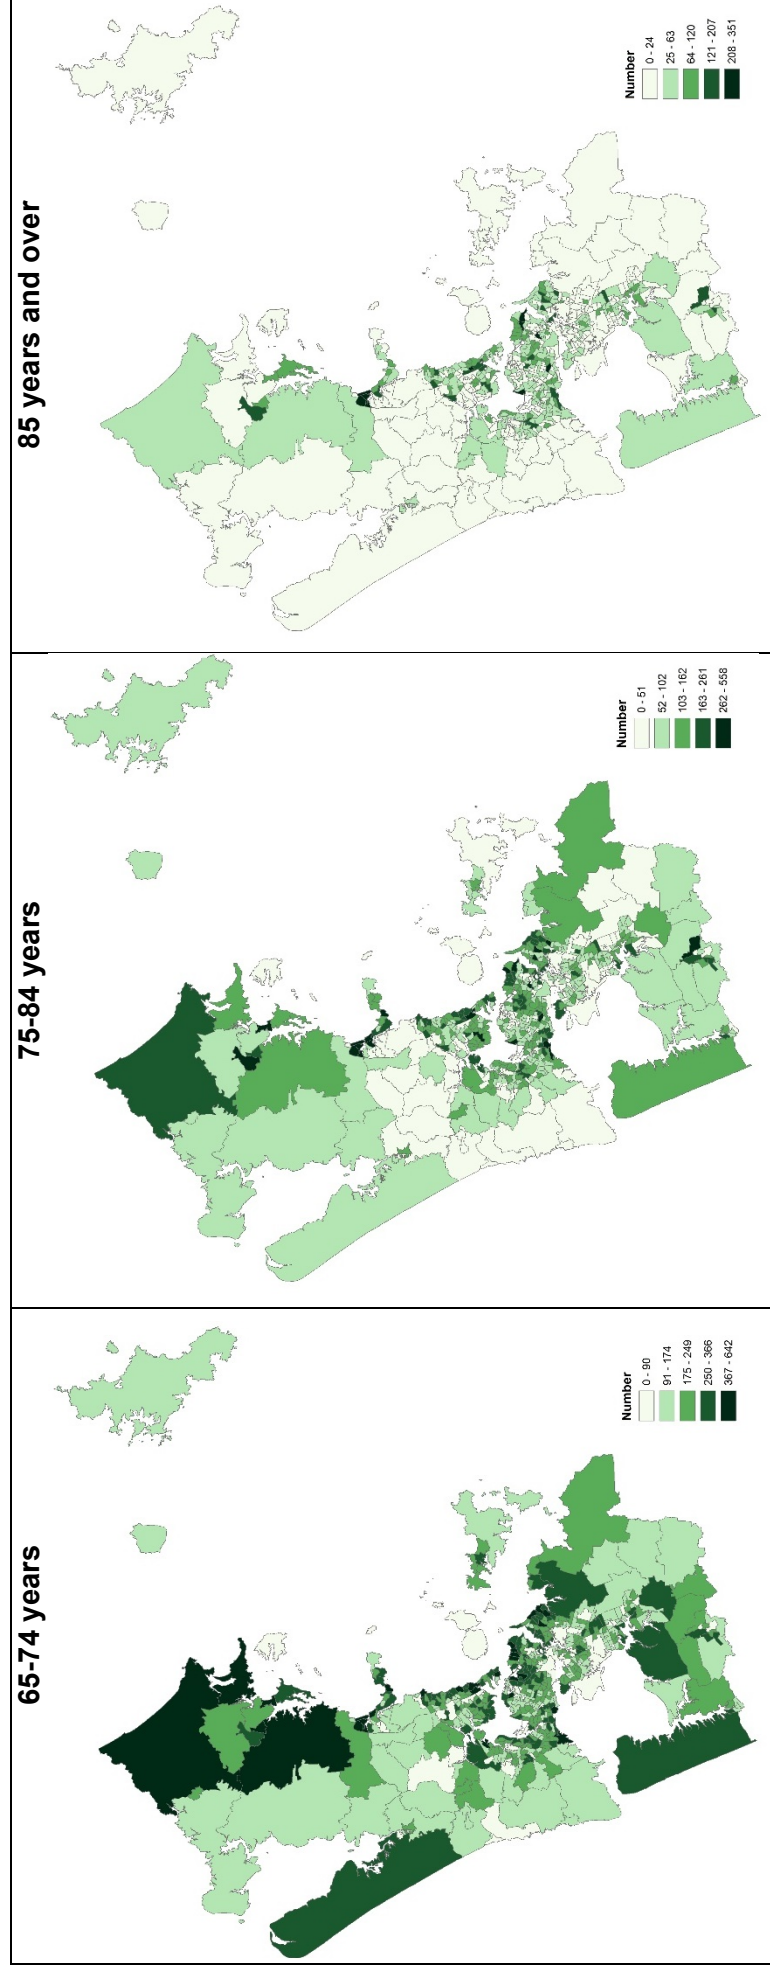 65-74 years
Number
0 - 90
91 - 174
175 - 249
250 - 366
367 - 642
75-84 years
Number
0 - 51
52 - 102
103 - 162
163 - 261
262 - 558
85 years and over
Number
0 - 24
25 - 63
64 - 120
121 - 207
208 - 351